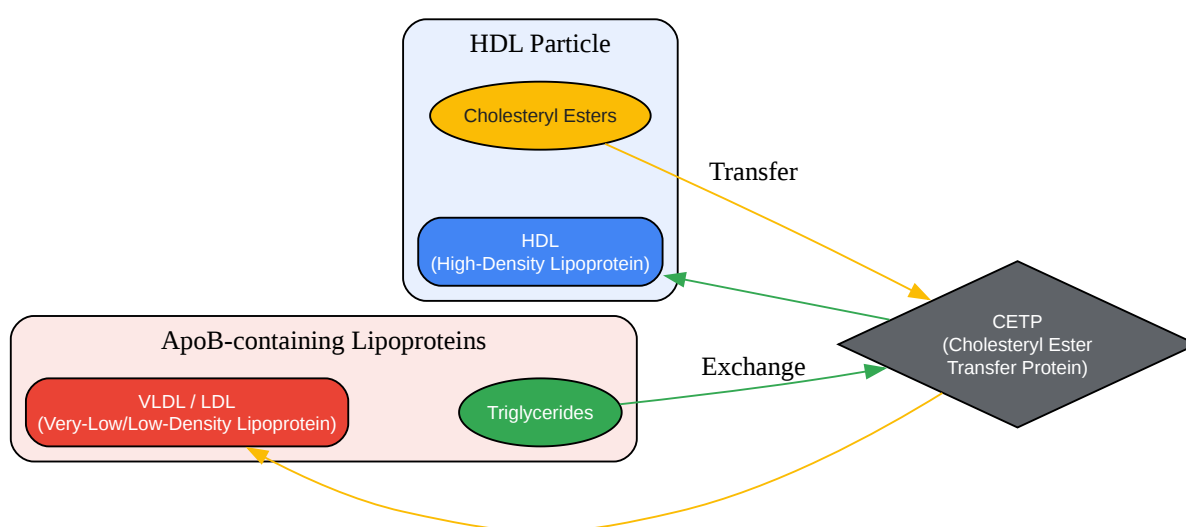 HDL Particle
Cholesteryl Esters
Transfer
HDL
(High-Density Lipoprotein)
CETP
(Cholesteryl Ester
Transfer Protein)
ApoB-containing Lipoproteins
Exchange
VLDL / LDL
(Very-Low/Low-Density Lipoprotein)
Triglycerides